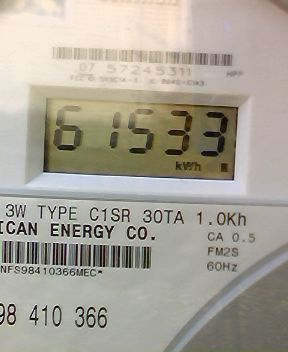 07 57245311 HPP
61533
kWh
3W TYPE C1SR 30TA 1.0Kh
ICAN ENERGY CO.
CA 0.5
FM2S
60Hz
NFS98410366MEC*
98 410 366